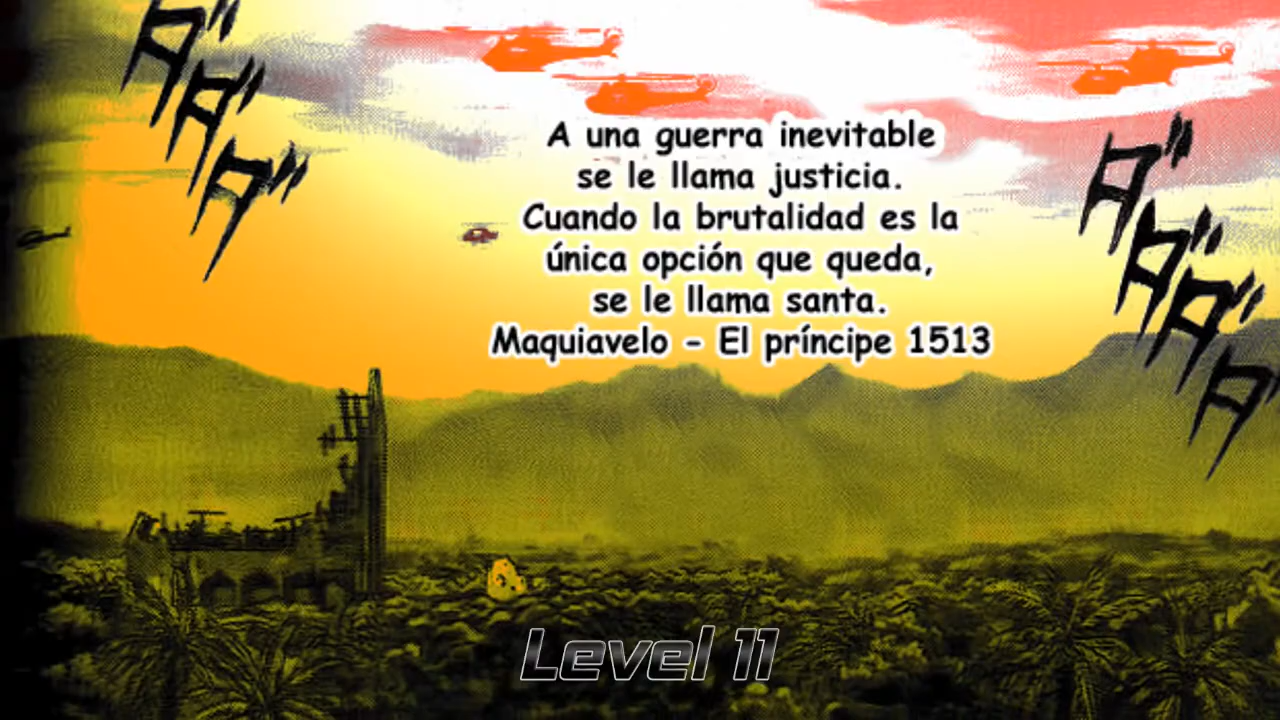 ダダダ
A una guerra inevitable
se le llama justicia.
Cuando la brutalidad es la
única opción que queda,
se le llama santa.
Maquiavelo - El príncipe 1513
ダダダダ
Level 11